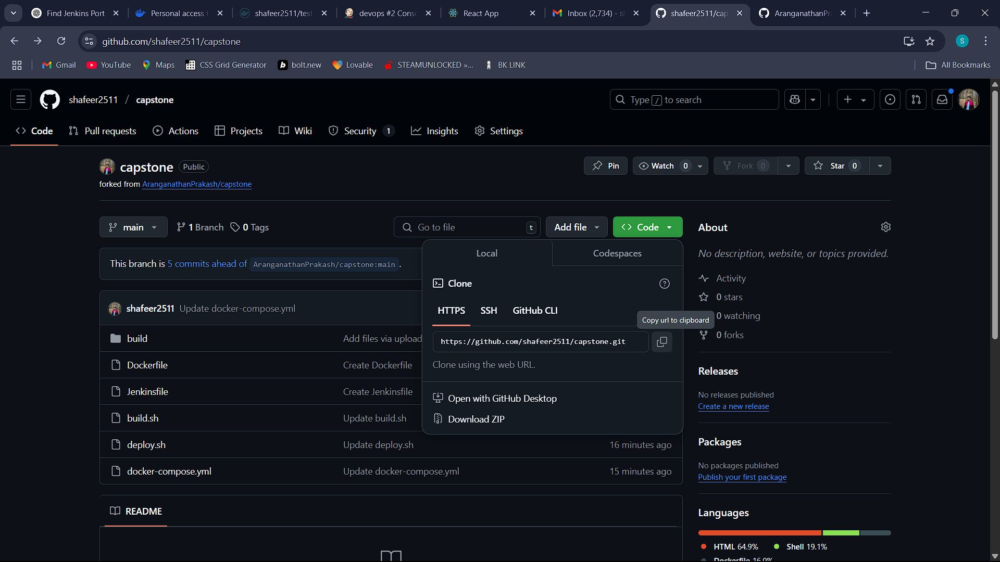 Find Jenkins Port
Personal access t
shafeer2511/test
devops #2 Conso
React App
Inbox (2,734) - sh
shafeer2511/cap
AranganathanPra
github.com/shafeer2511/capstone
S
Gmail
YouTube
Maps
CSS Grid Generator
bolt.new
Lovable
STEAMUNLOCKED »...
BK LINK
All Bookmarks
shafeer2511 / capstone
Type / to search
Code
Pull requests
Actions
Projects
Wiki
Security 1
Insights
Settings
capstone Public
Pin
Watch 0
Fork 0
Star 0
forked from AranganathanPrakash/capstone
main
1 Branch
0 Tags
Go to file t
Add file
Code
About
Local
Codespaces
No description, website, or topics provided.
This branch is 5 commits ahead of AranganathanPrakash/capstone:main .
Clone
Activity
0 stars
HTTPS
SSH
GitHub CLI
Copy url to clipboard
0 watching
shafeer2511 Update docker-compose.yml
0 forks
https://github.com/shafeer2511/capstone.git
build
Add files via upload
Clone using the web URL.
Dockerfile
Create Dockerfile
Releases
Jenkinsfile
Create Jenkinsfile
Open with GitHub Desktop
No releases published
Create a new release
build.sh
Update build.sh
Download ZIP
deploy.sh
Update deploy.sh
16 minutes ago
Packages
docker-compose.yml
Update docker-compose.yml
15 minutes ago
No packages published
Publish your first package
README
Languages
HTML 64.9%
Shell 19.1%
Dockerfile 16.0%